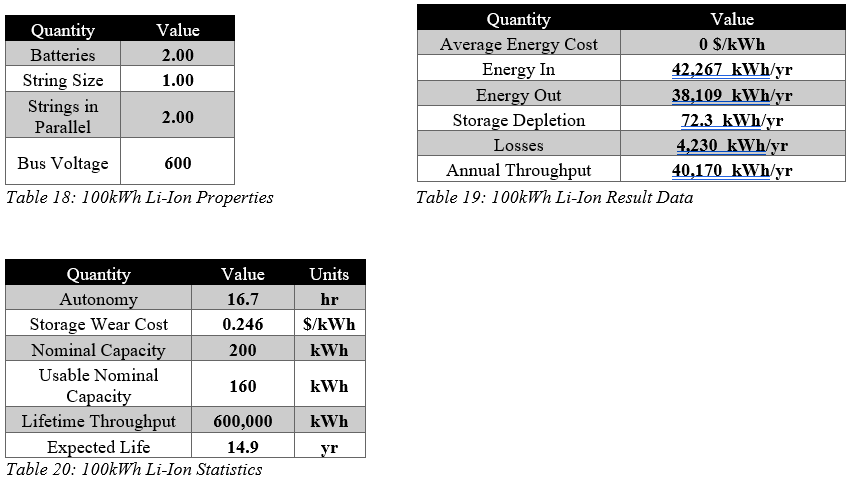 Quantity Value
Batteries 2.00
String Size 1.00
Strings in
Parallel 2.00
Bus Voltage 600
Table 18: 100kWh Li-Ion Properties
Quantity Value
Average Energy Cost 0 $/kWh
Energy In 42,267 kWh/yr
Energy Out 38,109 kWh/yr
Storage Depletion 72.3 kWh/yr
Losses 4,230 kWh/yr
Annual Throughput 40,170 kWh/yr
Table 19: 100kWh Li-Ion Result Data
Quantity Value Units
Autonomy 16.7 hr
Storage Wear Cost 0.246 $/kWh
Nominal Capacity 200 kWh
Usable Nominal
Capacity 160 kWh
Lifetime Throughput 600,000 kWh
Expected Life 14.9 yr
Table 20: 100kWh Li-Ion Statistics